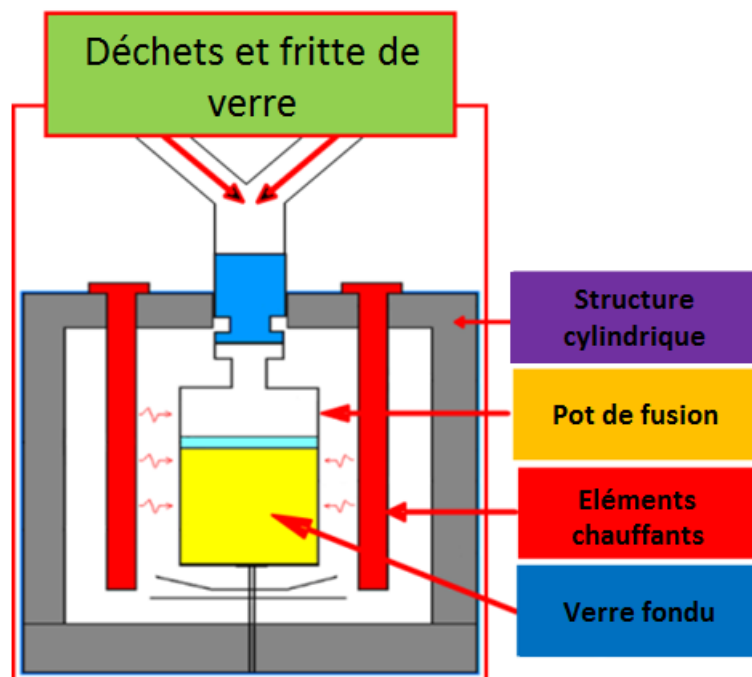 Déchets et fritte de
verre
Structure
cylindrique
Pot de fusion
Eléments
chauffants
Verre fondu